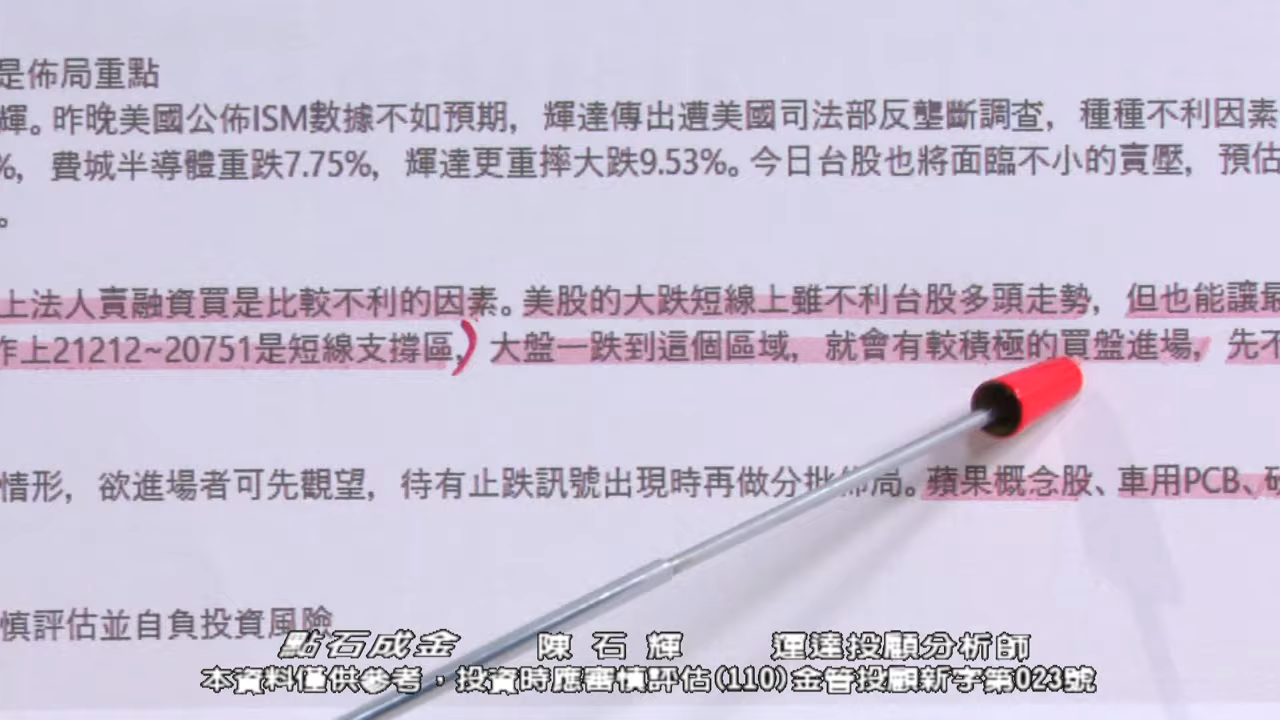 是佈局重點
輝。昨晚美國公佈ISM數據不如預期，輝達傳出遭美國司法部反壟斷調查，種種不利因素
%，費城半導體重跌7.75%，輝達更重摔大跌9.53%。今日台股也將面臨不小的賣壓，預估
。
上法人賣融資買是比較不利的因素。美股的大跌短線上雖不利台股多頭走勢，但也能讓最
作上21212~20751是短線支撐區，大盤一跌到這個區域，就會有較積極的買盤進場，先不
情形，欲進場者可先觀望，待有止跌訊號出現時再做分批佈局。蘋果概念股、車用PCB、
慎評估並自負投資風險
點石成金 陳石輝 運達投顧分析師
本資料僅供參考，投資時應審慎評估(110)金管投顧新字第023號